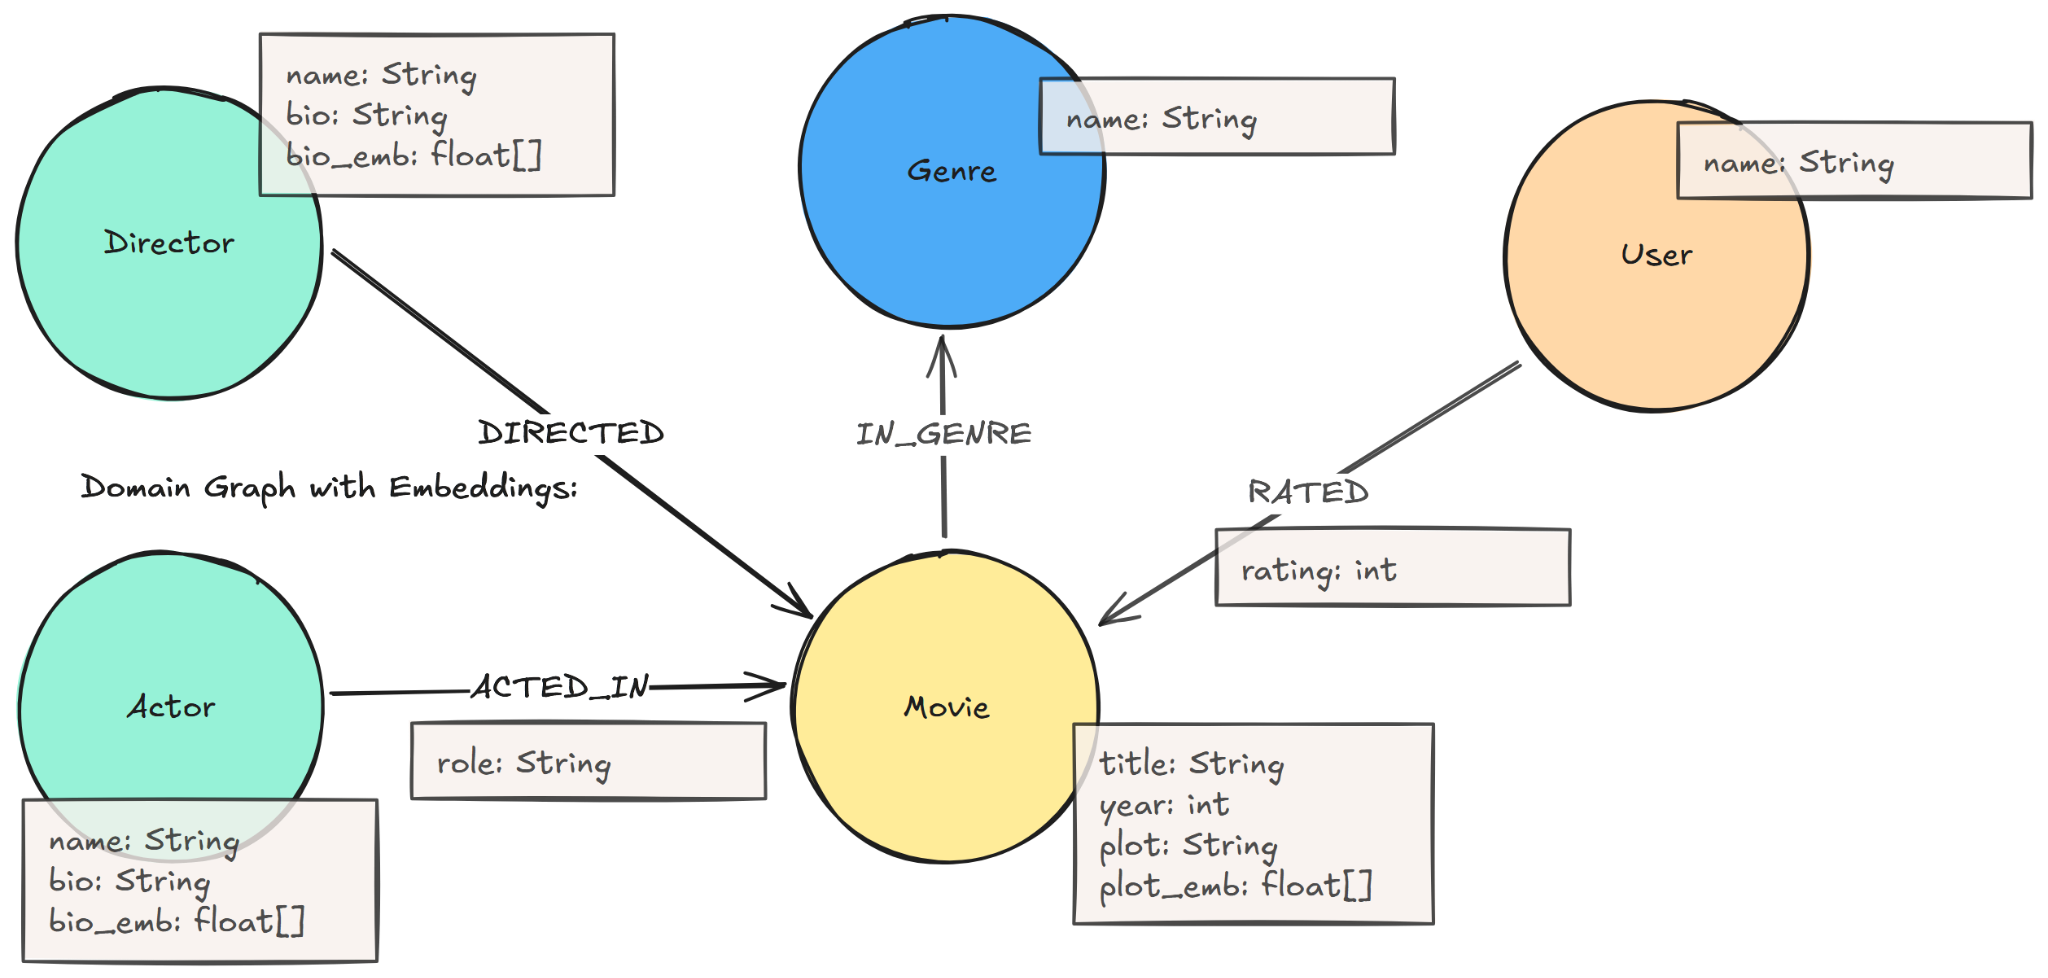 name: String
bio: String
bio_emb: float[]
Director
name: String
Genre
name: String
User
DIRECTED
IN_GENRE
RATED
rating: int
Domain Graph with Embeddings:
Actor
name: String
bio: String
bio_emb: float[]
ACTED_IN
role: String
Movie
title: String
year: int
plot: String
plot_emb: float[]